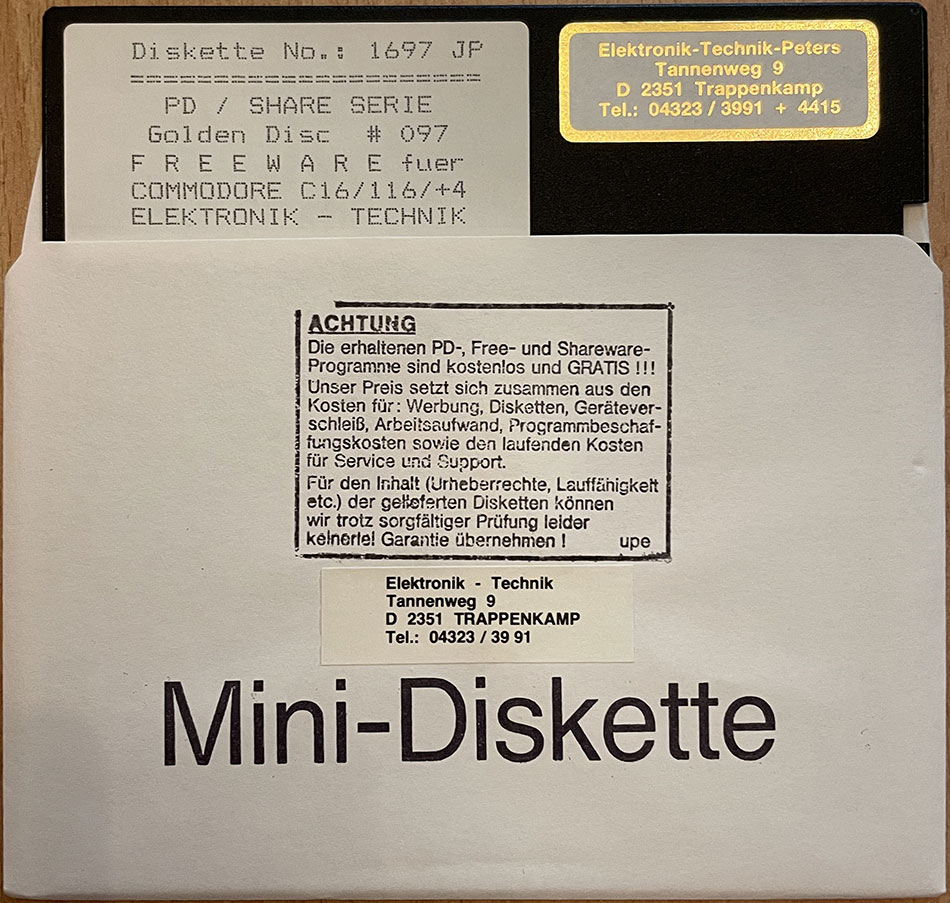 Diskette No.: 1697 JP
======================
PD / SHARE SERIE
Golden Disc # 097
F R E E W A R E fuer
COMMODORE C16/116/+4
ELEKTRONIK - TECHNIK
Elektronik-Technik-Peters
Tannenweg 9
D 2351 Trappenkamp
Tel.: 04323 / 3991 + 4415
ACHTUNG
Die erhaltenen PD-, Free- und Shareware-
Programme sind kostenlos und GRATIS !!!
Unser Preis setzt sich zusammen aus den
Kosten für: Werbung, Disketten, Gerätever-
schleiß, Arbeitsaufwand, Programmbeschaf-
fungskosten sowie den laufenden Kosten
für Service und Support.
Für den Inhalt (Urheberrechte, Lauffähigkeit
etc.) der gelieferten Disketten können
wir trotz sorgfältiger Prüfung leider
keinerlei Garantie übernehmen ! upe
Elektronik - Technik
Tannenweg 9
D 2351 TRAPPENKAMP
Tel.: 04323 / 39 91
Mini-Diskette